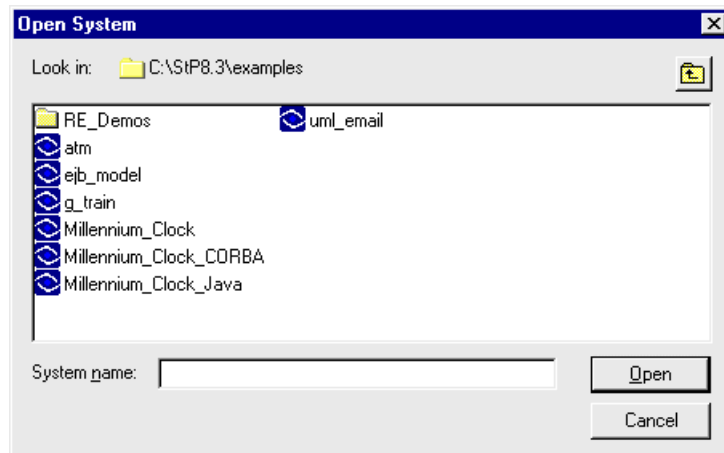 Open System
Look in: C:\StP8.3\examples
RE_Demos uml_email
atm
ejb_model
g_train
Millennium_Clock
Millennium_Clock_CORBA
Millennium_Clock_Java
System name: Open
Cancel